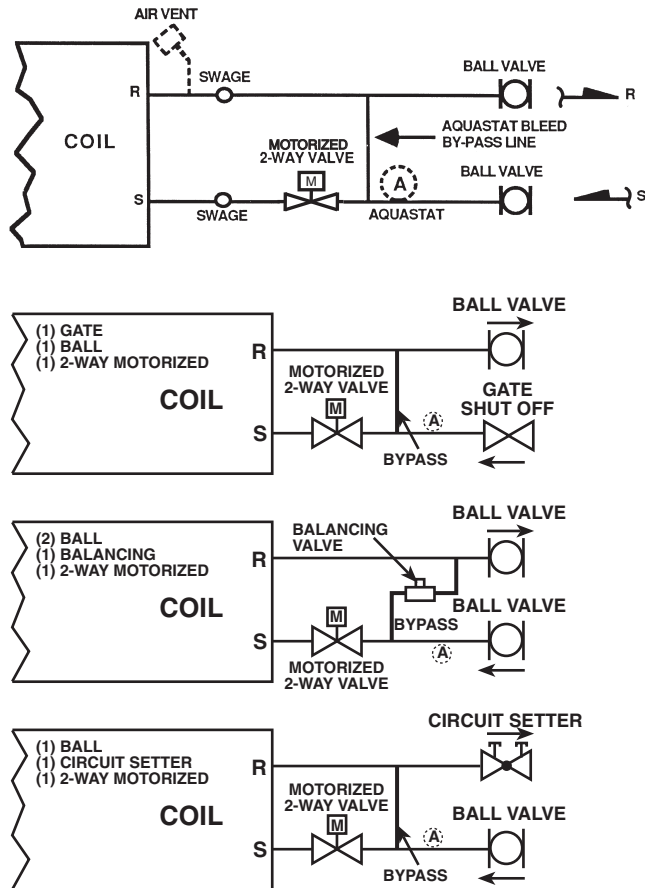 AIR VENT
SWAGE
BALL VALVE
R
R
COIL
MOTORIZED
2-WAY VALVE
AQUASTAT BLEED
BY-PASS LINE
M
A
BALL VALVE
S
S
SWAGE
AQUASTAT
BALL VALVE
(1) GATE
(1) BALL
(1) 2-WAY MOTORIZED
R
COIL
MOTORIZED
2-WAY VALVE
GATE
SHUT OFF
M
A
S
BYPASS
BALL VALVE
(2) BALL
(1) BALANCING
(1) 2-WAY MOTORIZED
BALANCING
VALVE
R
COIL
BALL VALVE
M
BYPASS
S
A
MOTORIZED
2-WAY VALVE
CIRCUIT SETTER
(1) BALL
(1) CIRCUIT SETTER
(1) 2-WAY MOTORIZED
R
COIL
MOTORIZED
2-WAY VALVE
BALL VALVE
M
A
S
BYPASS